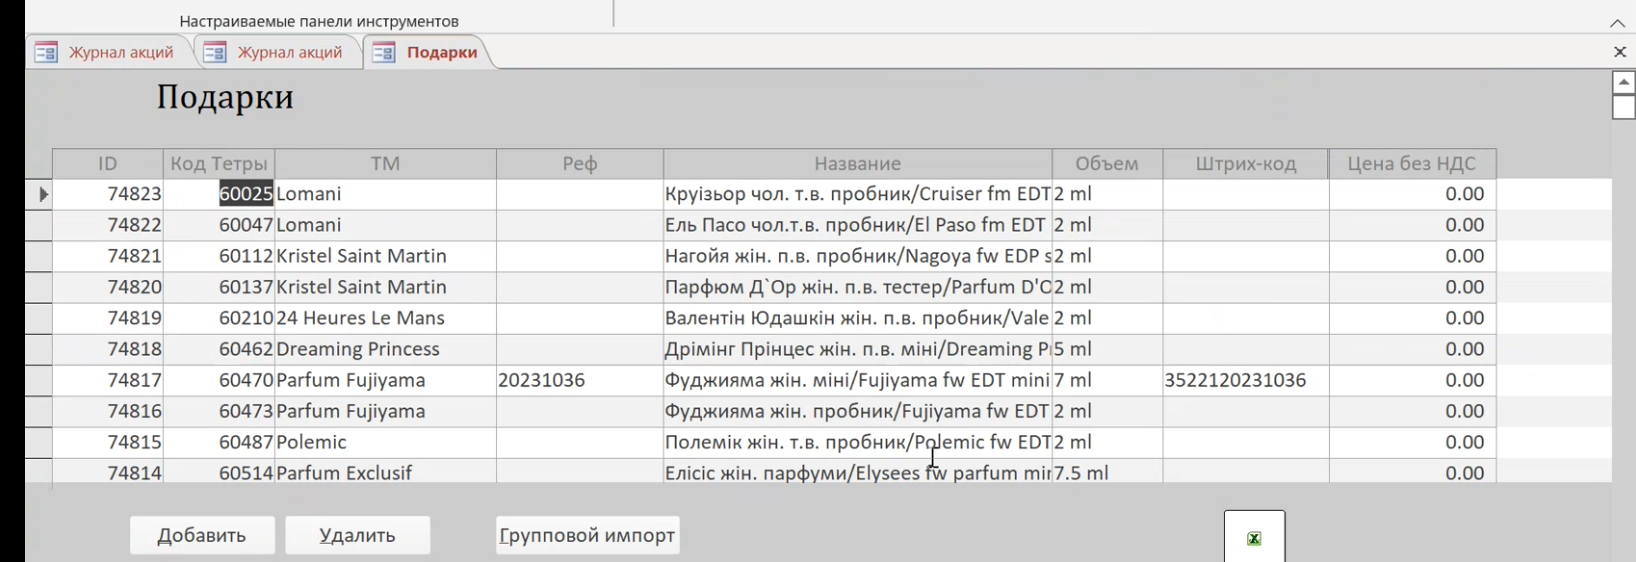 Настраиваемые панели инструментов
Журнал акций Журнал акций Подарки
Подарки
ID Код Тетры ТМ Реф Название Объем Штрих-код Цена без НДС
74823 60025 Lomani Круізьор чол. т.в. пробник/Cruiser fm EDT 2 ml 0.00
74822 60047 Lomani Ель Пасо чол.т.в. пробник/El Paso fm EDT 2 ml 0.00
74821 60112 Kristel Saint Martin Нагойя жін. п.в. пробник/Nagoya fw EDP s 2 ml 0.00
74820 60137 Kristel Saint Martin Парфюм Д`Ор жін. п.в. тестер/Parfum D'O 2 ml 0.00
74819 60210 24 Heures Le Mans Валентін Юдашкін жін. п.в. пробник/Vale 2 ml 0.00
74818 60462 Dreaming Princess Дрімінг Прінцес жін. п.в. міні/Dreaming P 5 ml 0.00
74817 60470 Parfum Fujiyama 20231036 Фуджияма жін. міні/Fujiyama fw EDT mini 7 ml 3522120231036 0.00
74816 60473 Parfum Fujiyama Фуджияма жін. пробник/Fujiyama fw EDT 2 ml 0.00
74815 60487 Polemic Полемік жін. т.в. пробник/Polemic fw EDT 2 ml 0.00
74814 60514 Parfum Exclusif Елісіс жін. парфуми/Elysees fw parfum mi 7.5 ml 0.00
Добавить Удалить Групповой импорт